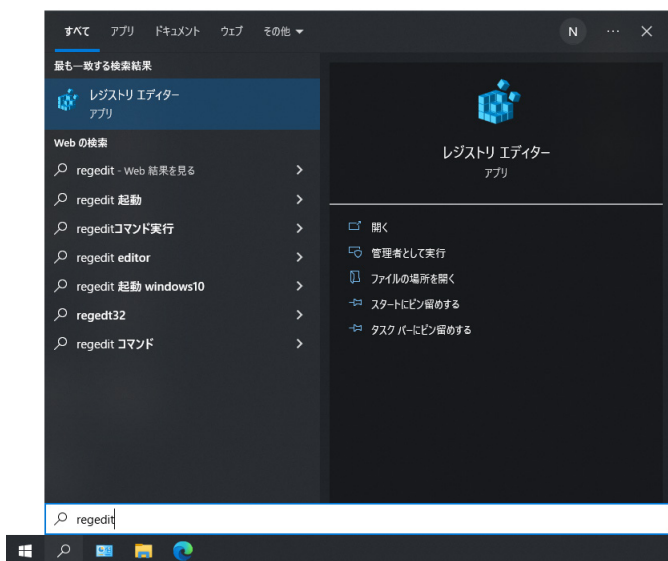 すべて アプリ ドキュメント ウェブ その他 N ...
最も一致する検索結果
レジストリ エディター
アプリ
Web の検索
regedit - Web 結果を見る
regedit 起動
regeditコマンド実行
regedit editor
regedit 起動 windows10
regedt32
regedit コマンド
レジストリ エディター
アプリ
開く
管理者として実行
ファイルの場所を開く
スタートにピン留めする
タスク バーにピン留めする
regedit